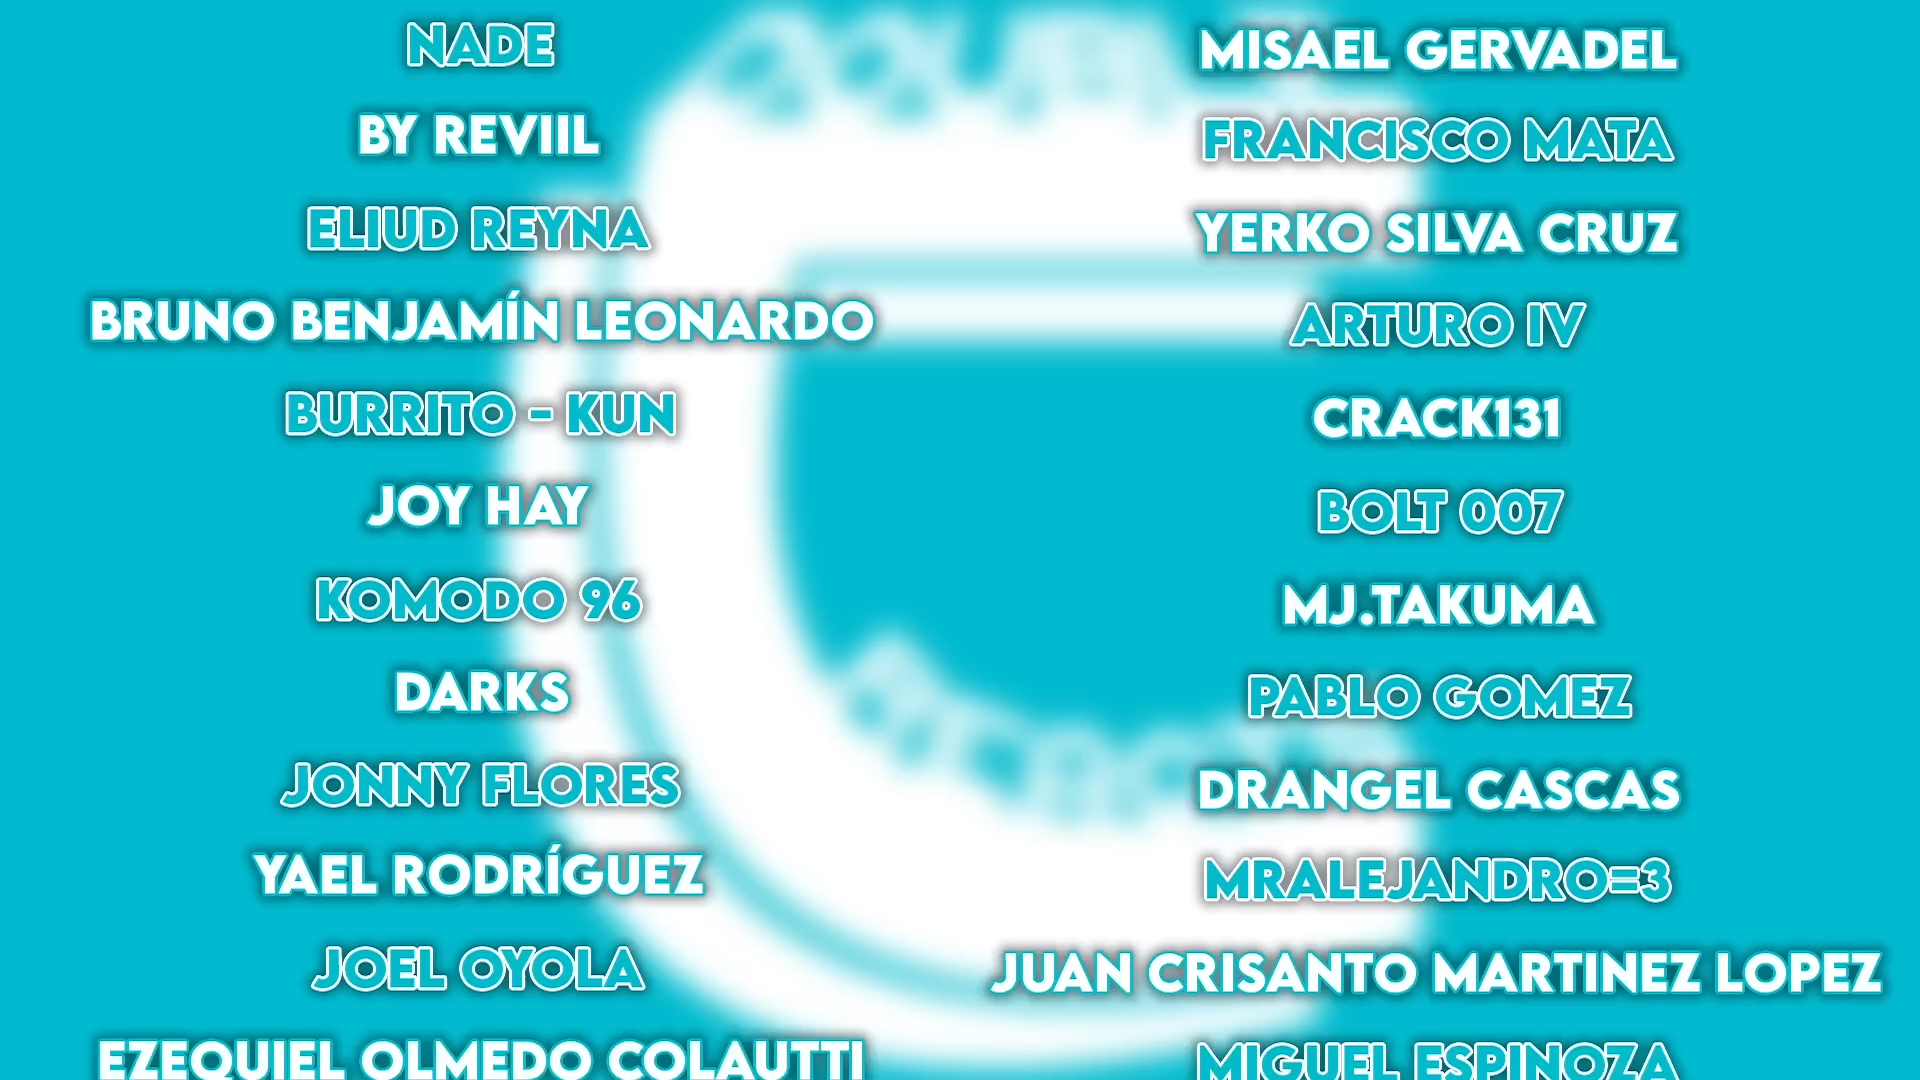 NADE
BY REVIIL
ELIUD REYNA
BRUNO BENJAMÍN LEONARDO
BURRITO - KUN
JOY HAY
KOMODO 96
DARKS
JONNY FLORES
YAEL RODRÍGUEZ
JOEL OYOLA
EZEQUIEL OLMEDO COLAUTTI
MISAEL GERVADEL
FRANCISCO MATA
YERKO SILVA CRUZ
ARTURO IV
CRACK131
BOLT 007
MJ.TAKUMA
PABLO GOMEZ
DRANGEL CASCAS
MRALEJANDRO=3
JUAN CRISANTO MARTINEZ LOPEZ
MIGUEL ESPINOZA